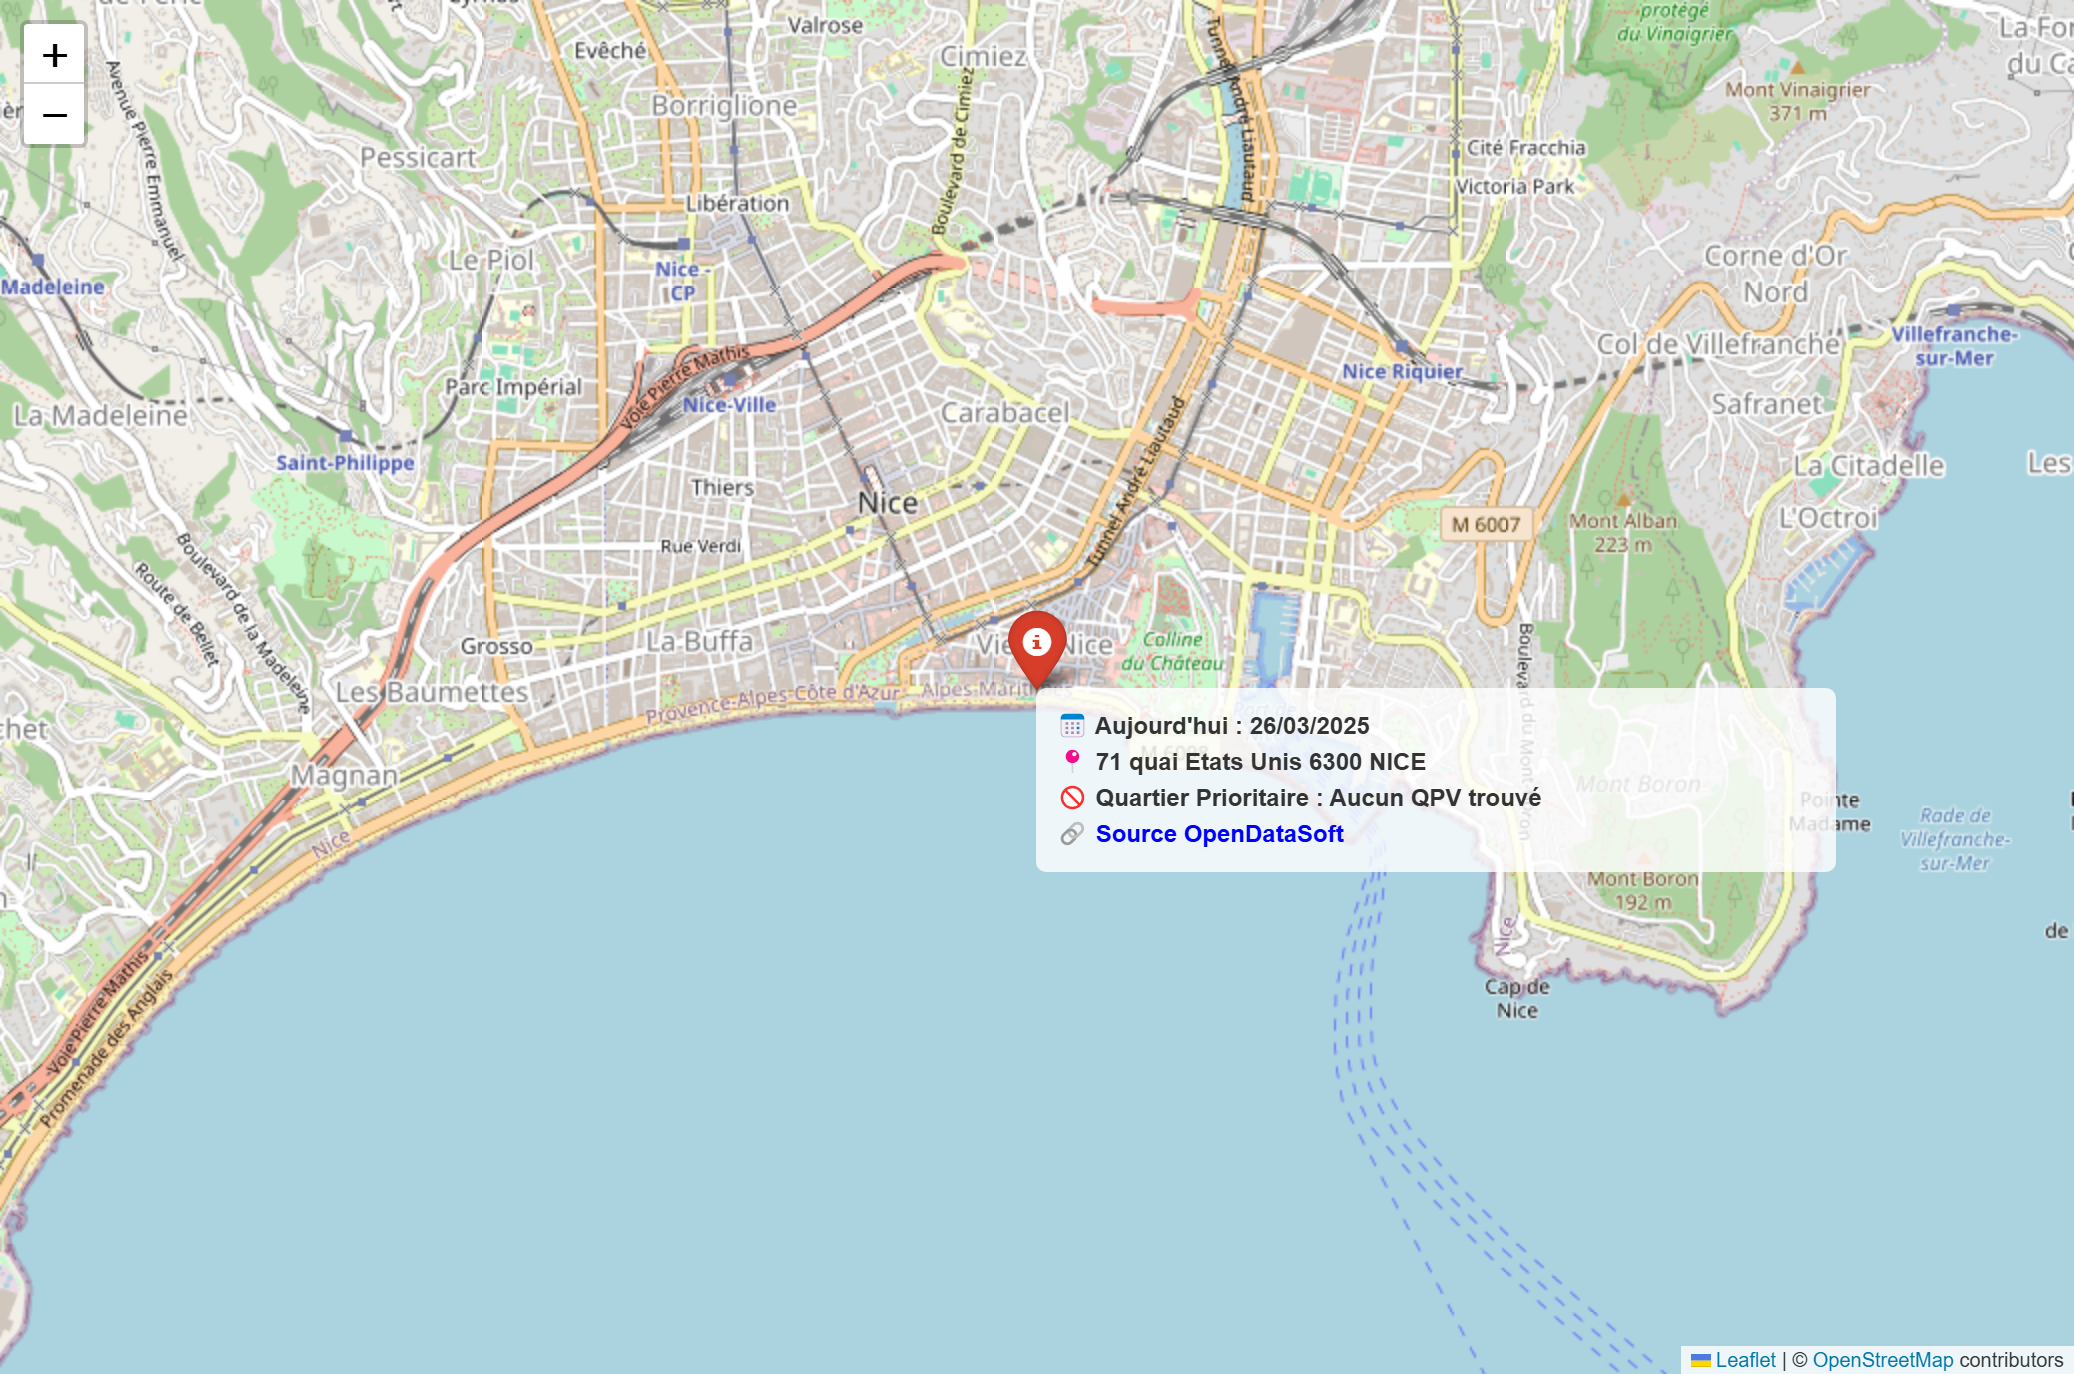 +
−
Evêché
Valrose
Cimiez
protégé
du Vinaigrier
Mont Vinaigrier
371 m
Borriglione
Avenue Pierre Emmanuel
Pessicart
Boulevard de Cimiez
Tunnel André Liautaud
Cité Fracchia
Victoria Park
Libération
Le Piol
Nice -
CP
Madeleine
Corne d'Or
Nord
Col de Villefranche
Villefranche-
sur-Mer
Voie Pierre Mathis
Nice Riquier
Parc Impérial
Nice-Ville
La Madeleine
Carabacel
Safranet
Saint-Philippe
La Citadelle
Les
Thiers
Nice
Tunnel André Liautaud
M 6007
Mont Alban
223 m
L'Octroi
Rue Verdi
Boulevard de la Madeleine
Route de Bellet
Grosso
La Buffa
Colline
du Château
Les Baumettes
Provence-Alpes-Côte d'Azur
Magnan
Nice
Aujourd'hui : 26/03/2025
71 quai Etats Unis 6300 NICE
Quartier Prioritaire : Aucun QPV trouvé
Source OpenDataSoft
M 6098
Mont Boron
Pointe
Madame
Rade de
Villefranche-
sur-Mer
Mont Boron
192 m
Nice
de
Cap de
Nice
Voie Pierre Mathis
Promenade des Anglais
Leaflet | © OpenStreetMap contributors